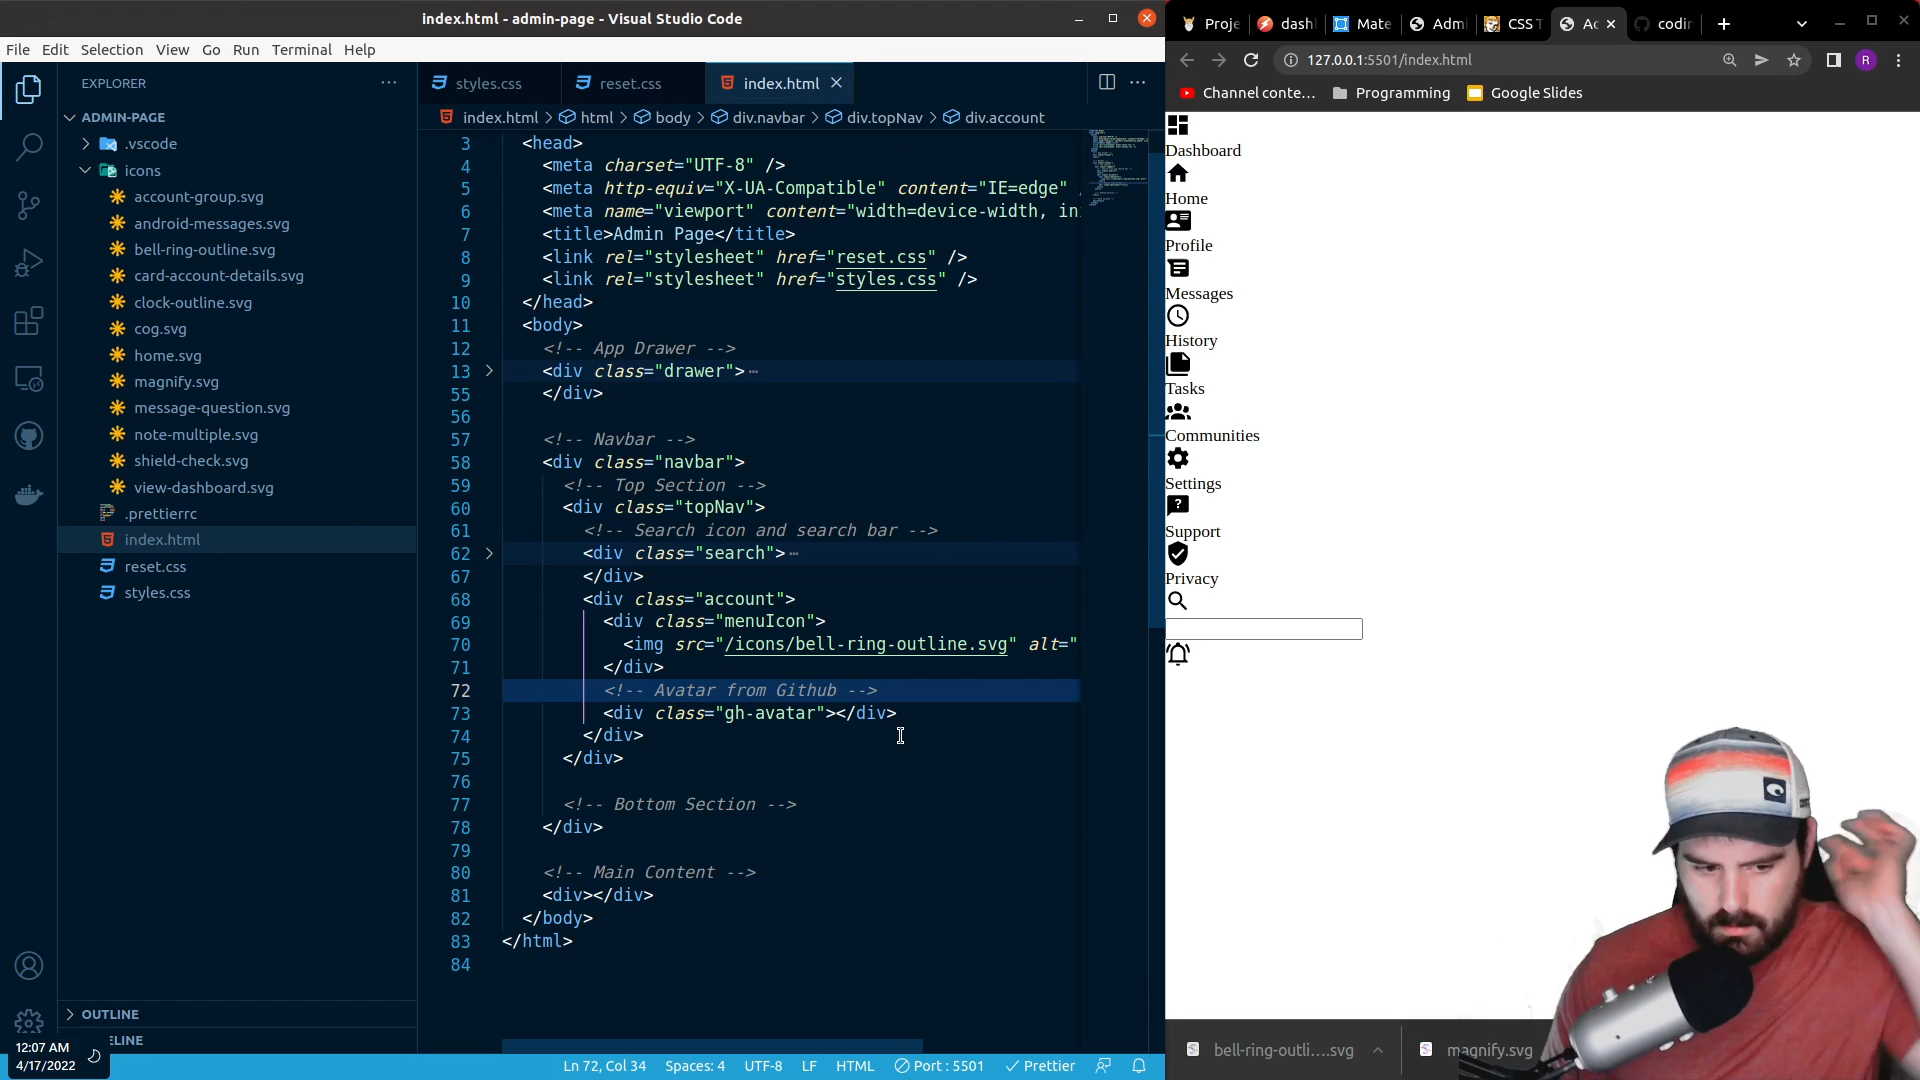 index.html - admin-page - Visual Studio Code
File Edit Selection View Go Run Terminal Help
EXPLORER
ADMIN-PAGE
.vscode
icons
account-group.svg
android-messages.svg
bell-ring-outline.svg
card-account-details.svg
clock-outline.svg
cog.svg
home.svg
magnify.svg
message-question.svg
note-multiple.svg
shield-check.svg
view-dashboard.svg
.prettierrc
index.html
reset.css
styles.css
OUTLINE
ELINE
12:07 AM
4/17/2022
styles.css reset.css index.html
index.html > html > body > div.navbar > div.topNav > div.account
3 <head>
4 <meta charset="UTF-8" />
5 <meta http-equiv="X-UA-Compatible" content="IE=edge"
6 <meta name="viewport" content="width=device-width, in
7 <title>Admin Page</title>
8 <link rel="stylesheet" href="reset.css" />
9 <link rel="stylesheet" href="styles.css" />
10 </head>
11 <body>
12 <!-- App Drawer -->
13 <div class="drawer">
55 </div>
56
57 <!-- Navbar -->
58 <div class="navbar">
59 <!-- Top Section -->
60 <div class="topNav">
61 <!-- Search icon and search bar -->
62 <div class="search">
67 </div>
68 <div class="account">
69 <div class="menuIcon">
70 <img src="/icons/bell-ring-outline.svg" alt="
71 </div>
72 <!-- Avatar from Github -->
73 <div class="gh-avatar"></div>
74 </div>
75 </div>
76
77 <!-- Bottom Section -->
78 </div>
79
80 <!-- Main Content -->
81 <div></div>
82 </body>
83 </html>
84
Ln 72, Col 34 Spaces: 4 UTF-8 LF HTML Port : 5501 Prettier
Proje dash Mate Adm CSS T Ac codin
127.0.0.1:5501/index.html
R
Channel conte... Programming Google Slides
Dashboard
Home
Profile
Messages
History
Tasks
Communities
Settings
Support
Privacy
bell-ring-outli....svg magnify.svg